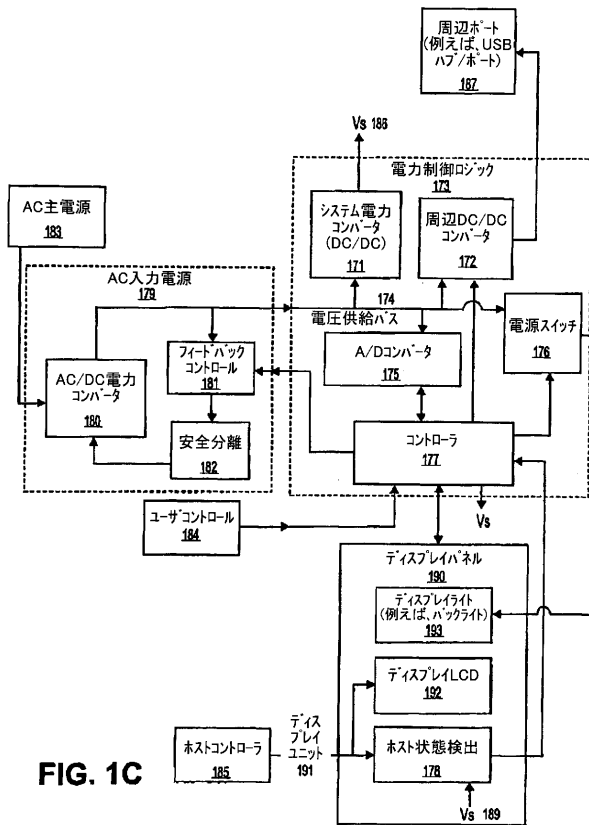 周辺ポート
(例えば、USB
ハブ/ポート)
187
Vs 186
電力制御ロジック
173
AC主電源
183
システム電力
コンバータ
(DC/DC)
171
周辺DC/DC
コンバータ
172
AC入力電源
179
174
電圧供給バス
電源スイッチ
176
フィードバック
コントロール
181
A/Dコンバータ
175
AC/DC電力
コンバータ
180
安全分離
182
コントローラ
177
ユーザコントロール
184
Vs
ディスプレイパネル
190
ディスプレイライト
(例えば、バックライト)
193
ディスプレイLCD
192
ディス
プレイ
ユニット
191
ホストコントローラ
185
ホスト状態検出
178
FIG. 1C
Vs 189